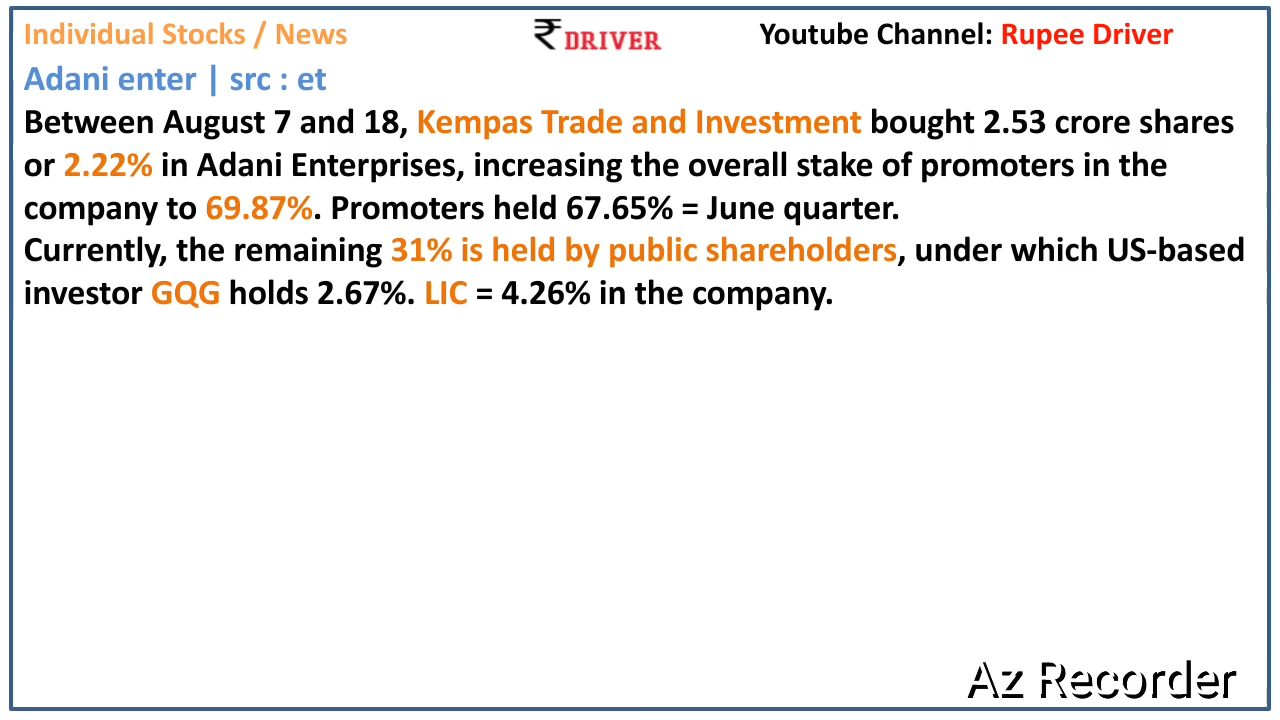 Individual Stocks / News
₹ DRIVER
Youtube Channel: Rupee Driver
Adani enter | src : et
Between August 7 and 18, Kempas Trade and Investment bought 2.53 crore shares
or 2.22% in Adani Enterprises, increasing the overall stake of promoters in the
company to 69.87%. Promoters held 67.65% = June quarter.
Currently, the remaining 31% is held by public shareholders, under which US-based
investor GQG holds 2.67%. LIC = 4.26% in the company.
Az Recorder